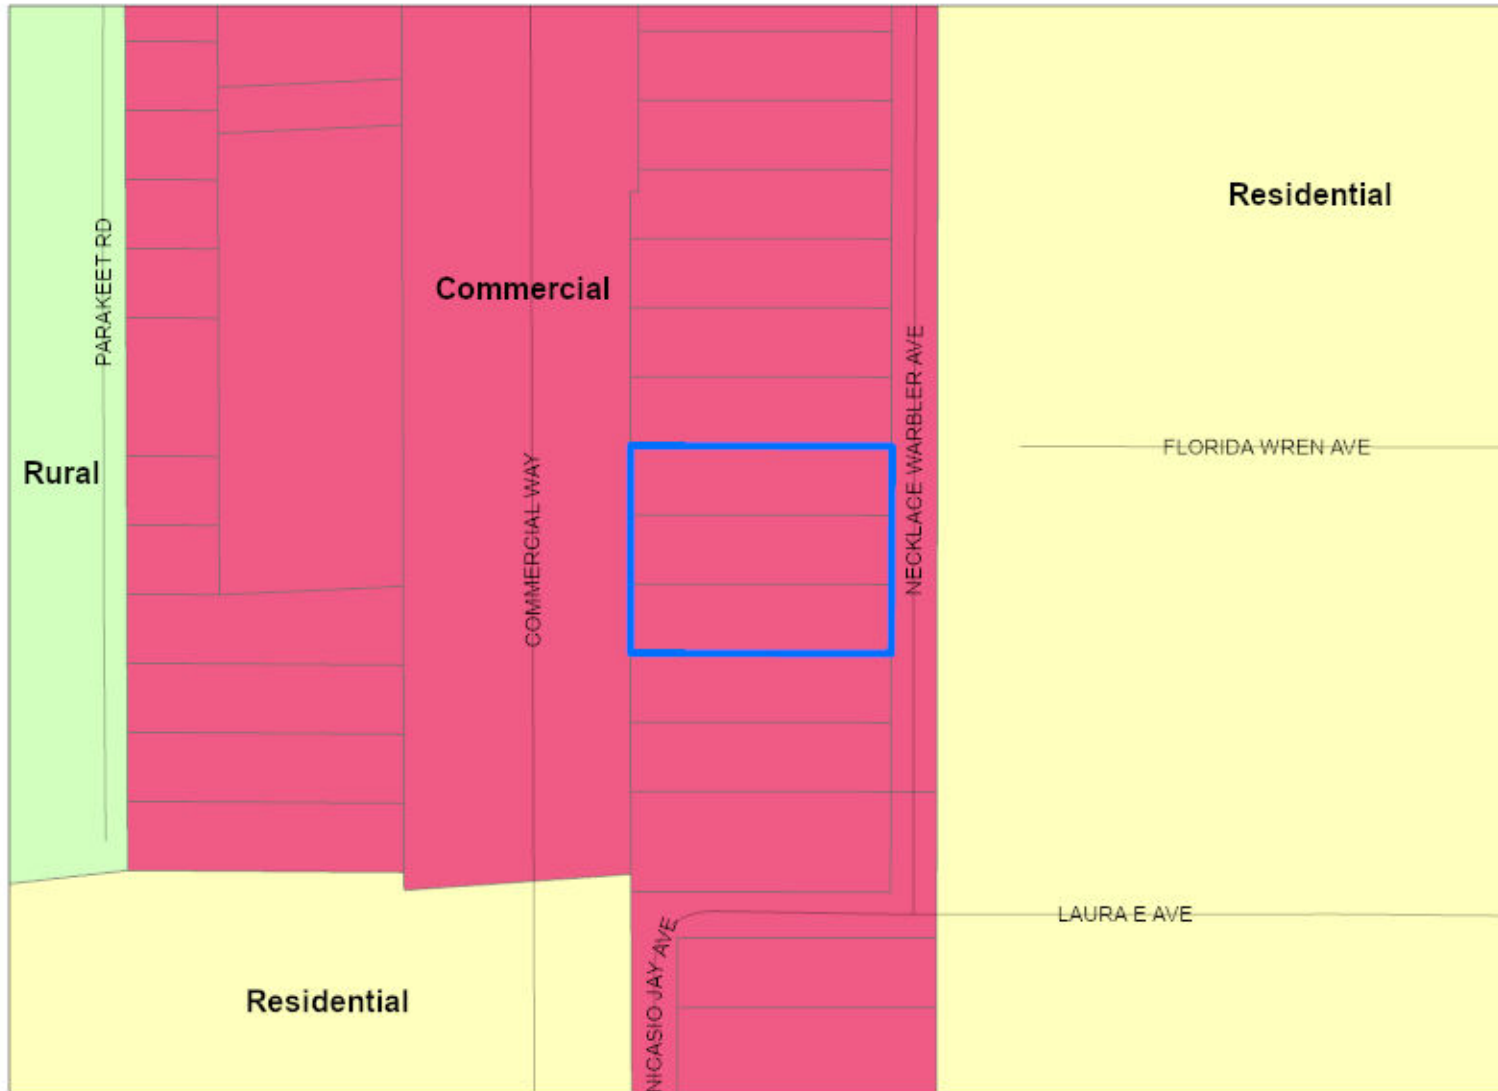 Residential
PARAKEET RD
Commercial
NECKLACE WARBLER AVE
FLORIDA WREN AVE
Rural
COMMERCIAL WAY
LAURA E AVE
NICASIO JAY AVE
Residential